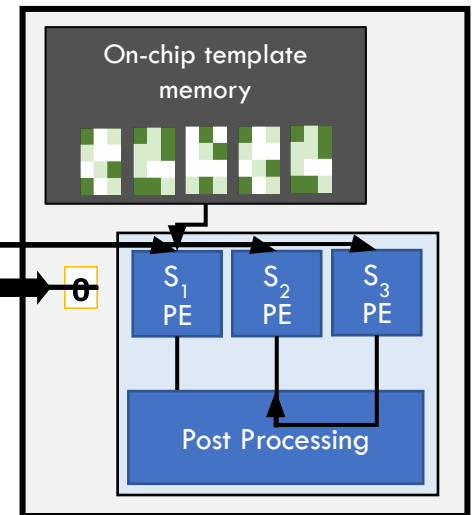 On-chip template
memory
0
S1 S2 S3
PE PE PE
Post Processing